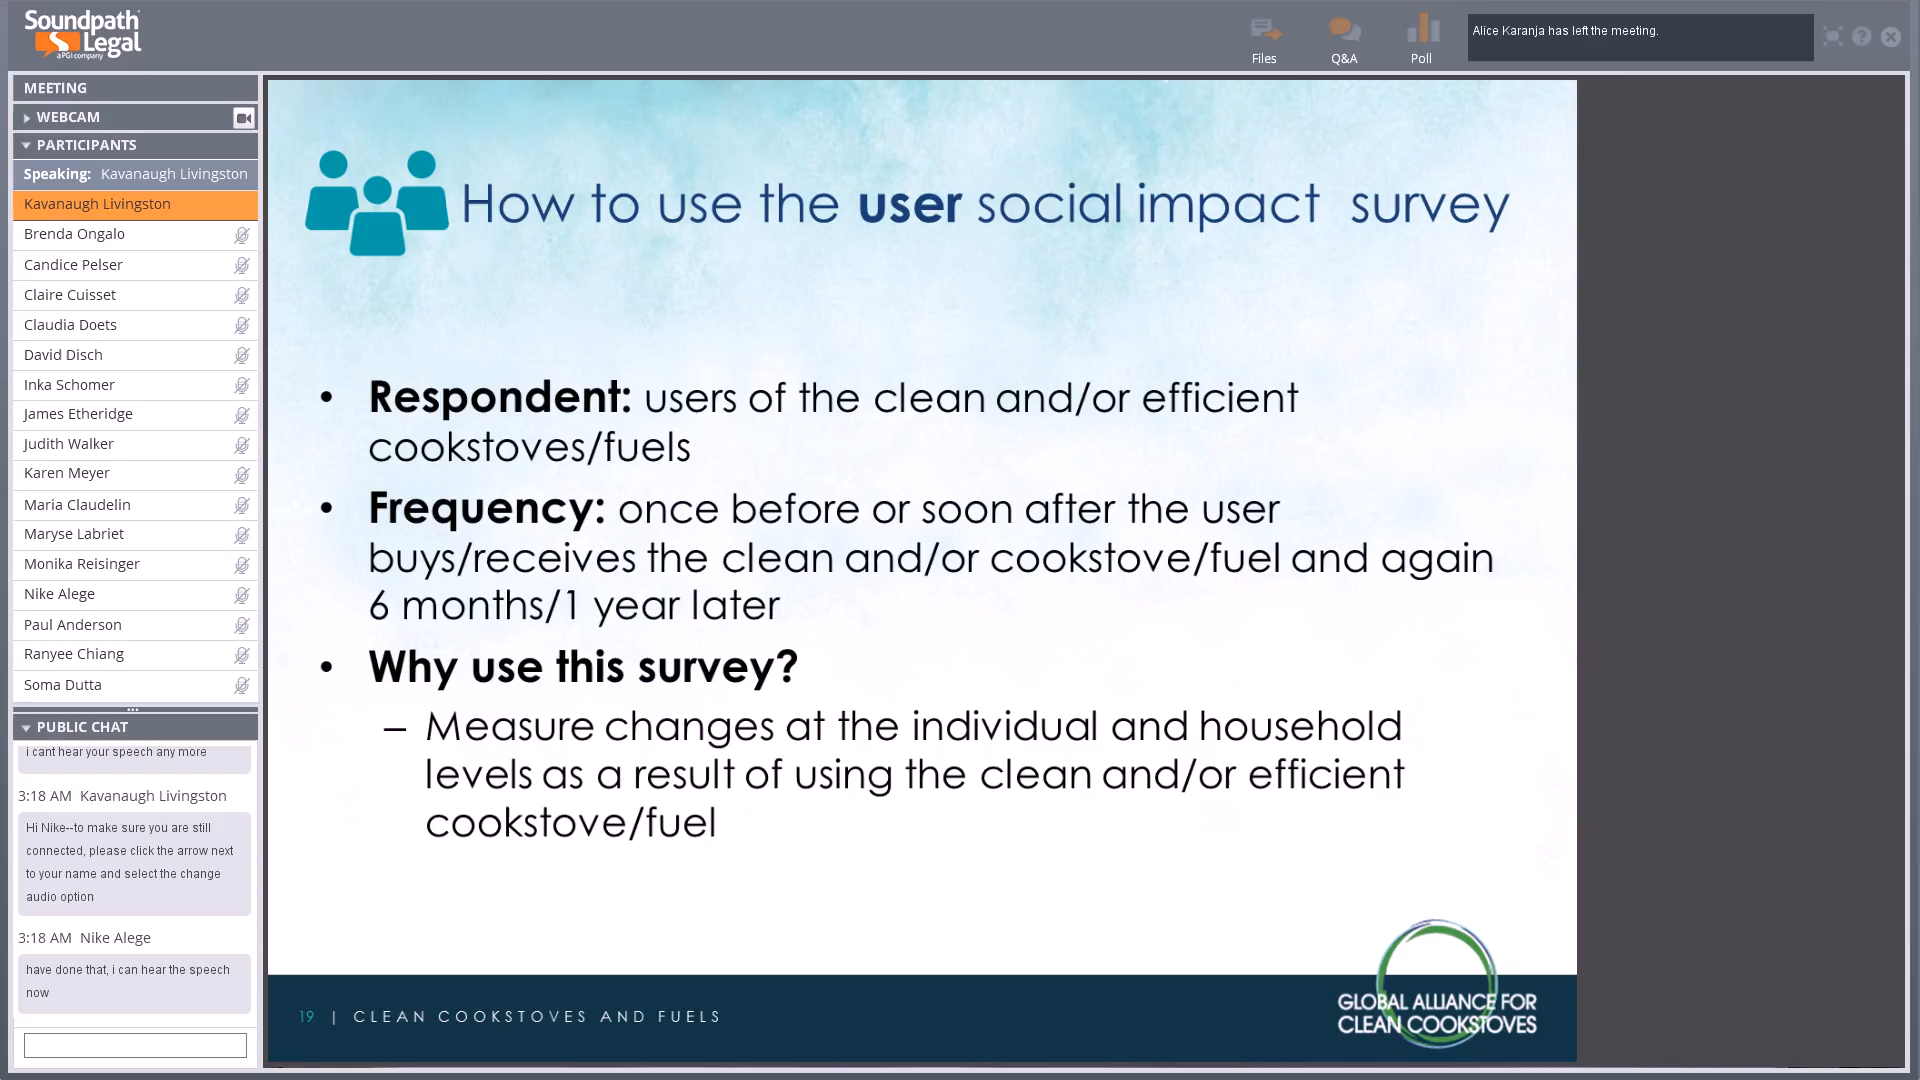 Soundpath
Legal
a PGi company
Files
Q&A
Poll
Alice Karanja has left the meeting.
MEETING
WEBCAM
PARTICIPANTS
Speaking: Kavanaugh Livingston
Kavanaugh Livingston
Brenda Ongalo
Candice Pelser
Claire Cuisset
Claudia Doets
David Disch
Inka Schomer
James Etheridge
Judith Walker
Karen Meyer
Maria Claudelin
Maryse Labriet
Monika Reisinger
Nike Alege
Paul Anderson
Ranyee Chiang
Soma Dutta
PUBLIC CHAT
i cant hear your speech any more
3:18 AM Kavanaugh Livingston
Hi Nike--to make sure you are still
connected, please click the arrow next
to your name and select the change
audio option
3:18 AM Nike Alege
have done that, i can hear the speech
now
How to use the user social impact survey
• Respondent: users of the clean and/or efficient
cookstoves/fuels
• Frequency: once before or soon after the user
buys/receives the clean and/or cookstove/fuel and again
6 months/1 year later
• Why use this survey?
– Measure changes at the individual and household
levels as a result of using the clean and/or efficient
cookstove/fuel
19 | CLEAN COOKSTOVES AND FUELS
GLOBAL ALLIANCE FOR
CLEAN COOKSTOVES